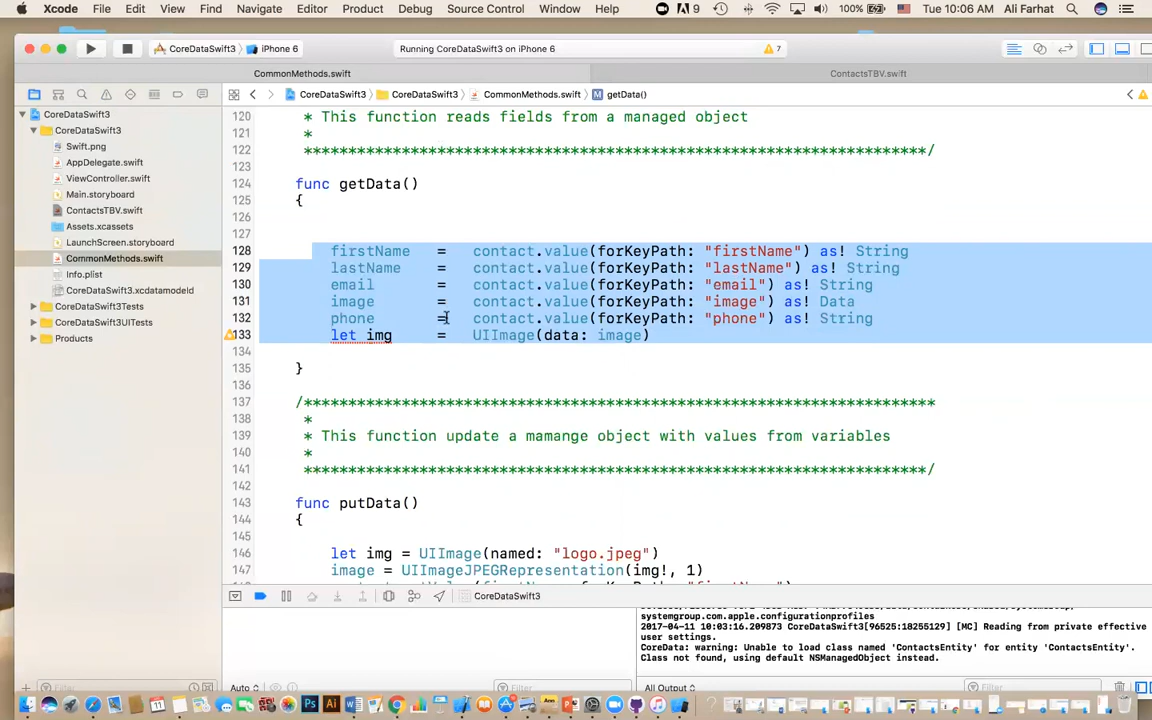 Xcode File Edit View Find Navigate Editor Product Debug Source Control Window Help 9 100% Tue 10:06 AM Ali Farhat
CoreDataSwift3 iPhone 6 Running CoreDataSwift3 on iPhone 6 7
CommonMethods.swift ContactsTBV.swift
CoreDataSwift3 CoreDataSwift3 CommonMethods.swift M getData()
CoreDataSwift3
CoreDataSwift3
Swift.png
AppDelegate.swift
ViewController.swift
Main.storyboard
ContactsTBV.swift
Assets.xcassets
LaunchScreen.storyboard
CommonMethods.swift
Info.plist
CoreDataSwift3.xcdatamodeld
CoreDataSwift3Tests
CoreDataSwift3UITests
Products
120 * This function reads fields from a managed object
121 *
122 ***********************************************************************/
123
124 func getData()
125 {
126
127
128 firstName = contact.value(forKeyPath: "firstName") as! String
129 lastName = contact.value(forKeyPath: "lastName") as! String
130 email = contact.value(forKeyPath: "email") as! String
131 image = contact.value(forKeyPath: "image") as! Data
132 phone = contact.value(forKeyPath: "phone") as! String
133 let img = UIImage(data: image)
134
135 }
136
137 /***********************************************************************
138 *
139 * This function update a mamange object with values from variables
140 *
141 ***********************************************************************/
142
143 func putData()
144 {
145
146 let img = UIImage(named: "logo.jpeg")
147 image = UIImageJPEGRepresentation(img!, 1)
CoreDataSwift3
systemgroup.com.apple.configurationprofiles
2017-04-11 10:03:16.209873 CoreDataSwift3[96525:18255129] [MC] Reading from private effective
user settings.
CoreData: warning: Unable to load class named 'ContactsEntity' for entity 'ContactsEntity'.
Class not found, using default NSManagedObject instead.
Filter Auto Filter All Output Filter